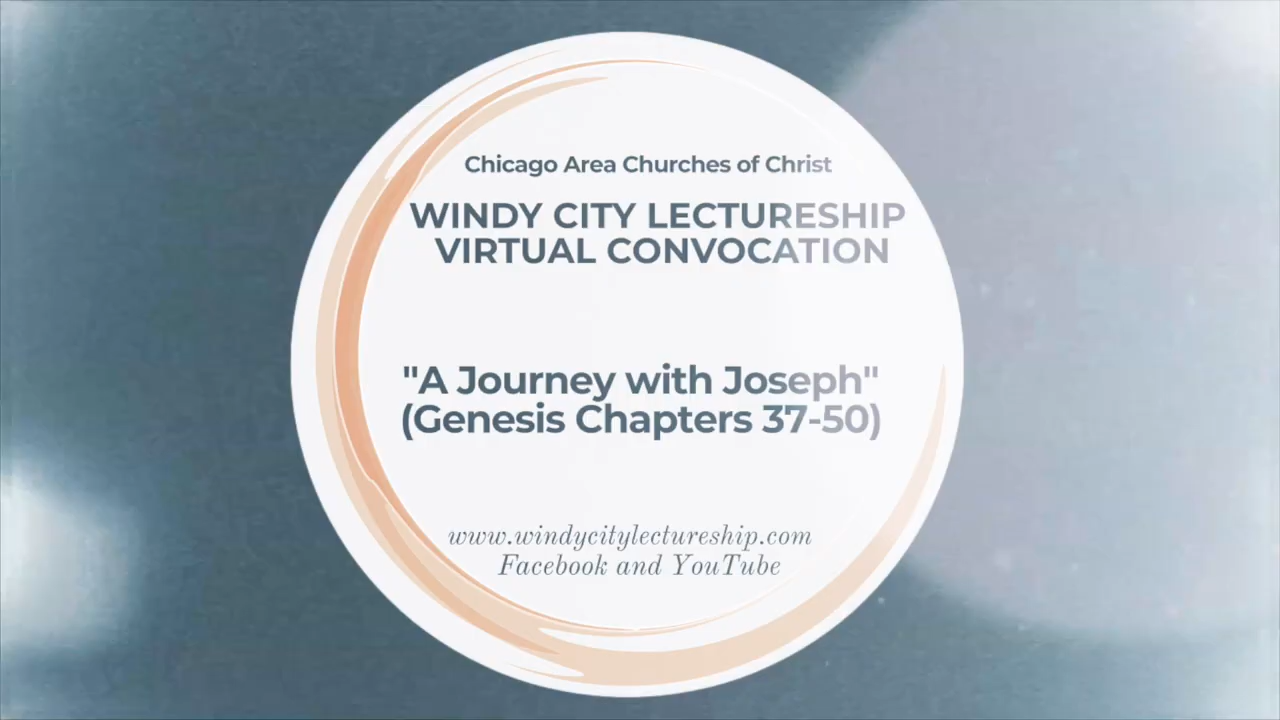 Chicago Area Churches of Christ
WINDY CITY LECTURESHIP
VIRTUAL CONVOCATION
"A Journey with Joseph"
(Genesis Chapters 37-50)
www.windycitylectureship.com
Facebook and YouTube